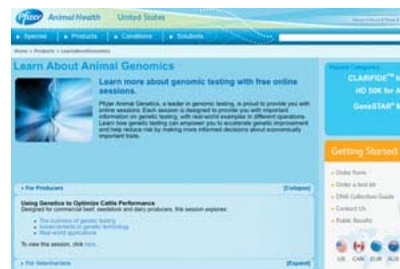 Pfizer Animal Health United States
Species Products Conditions Solutions
Home > Products >
Learn About Animal Genomics
Learn more about genomic testing with free online
sessions.
Pfizer Animal Genetics, a leader in genomic testing, is proud to provide you with
online sessions. Each session is designed to provide you with important
information on genetic testing, with real-world examples in different operations.
Learn how genetic testing can empower you to accelerate genetic improvement
and help reduce risk by making more informed decisions about economically
important traits.
CLARIFIDE™
HD 50K for A
GeneSTAR®
Getting Started
Order Form
Order a test kit
DNA Collection Guide
Contact Us
Public Results
US CAN EUR AUS
For Producers [Collapse]
Using Genetics to Optimize Cattle Performance
Designed for commercial beef, seedstock and dairy producers, this session explores:
The business of genetic testing
Advancements in genetic technology
Real-world applications
To view this session, click here.
For Veterinarians [Expand]